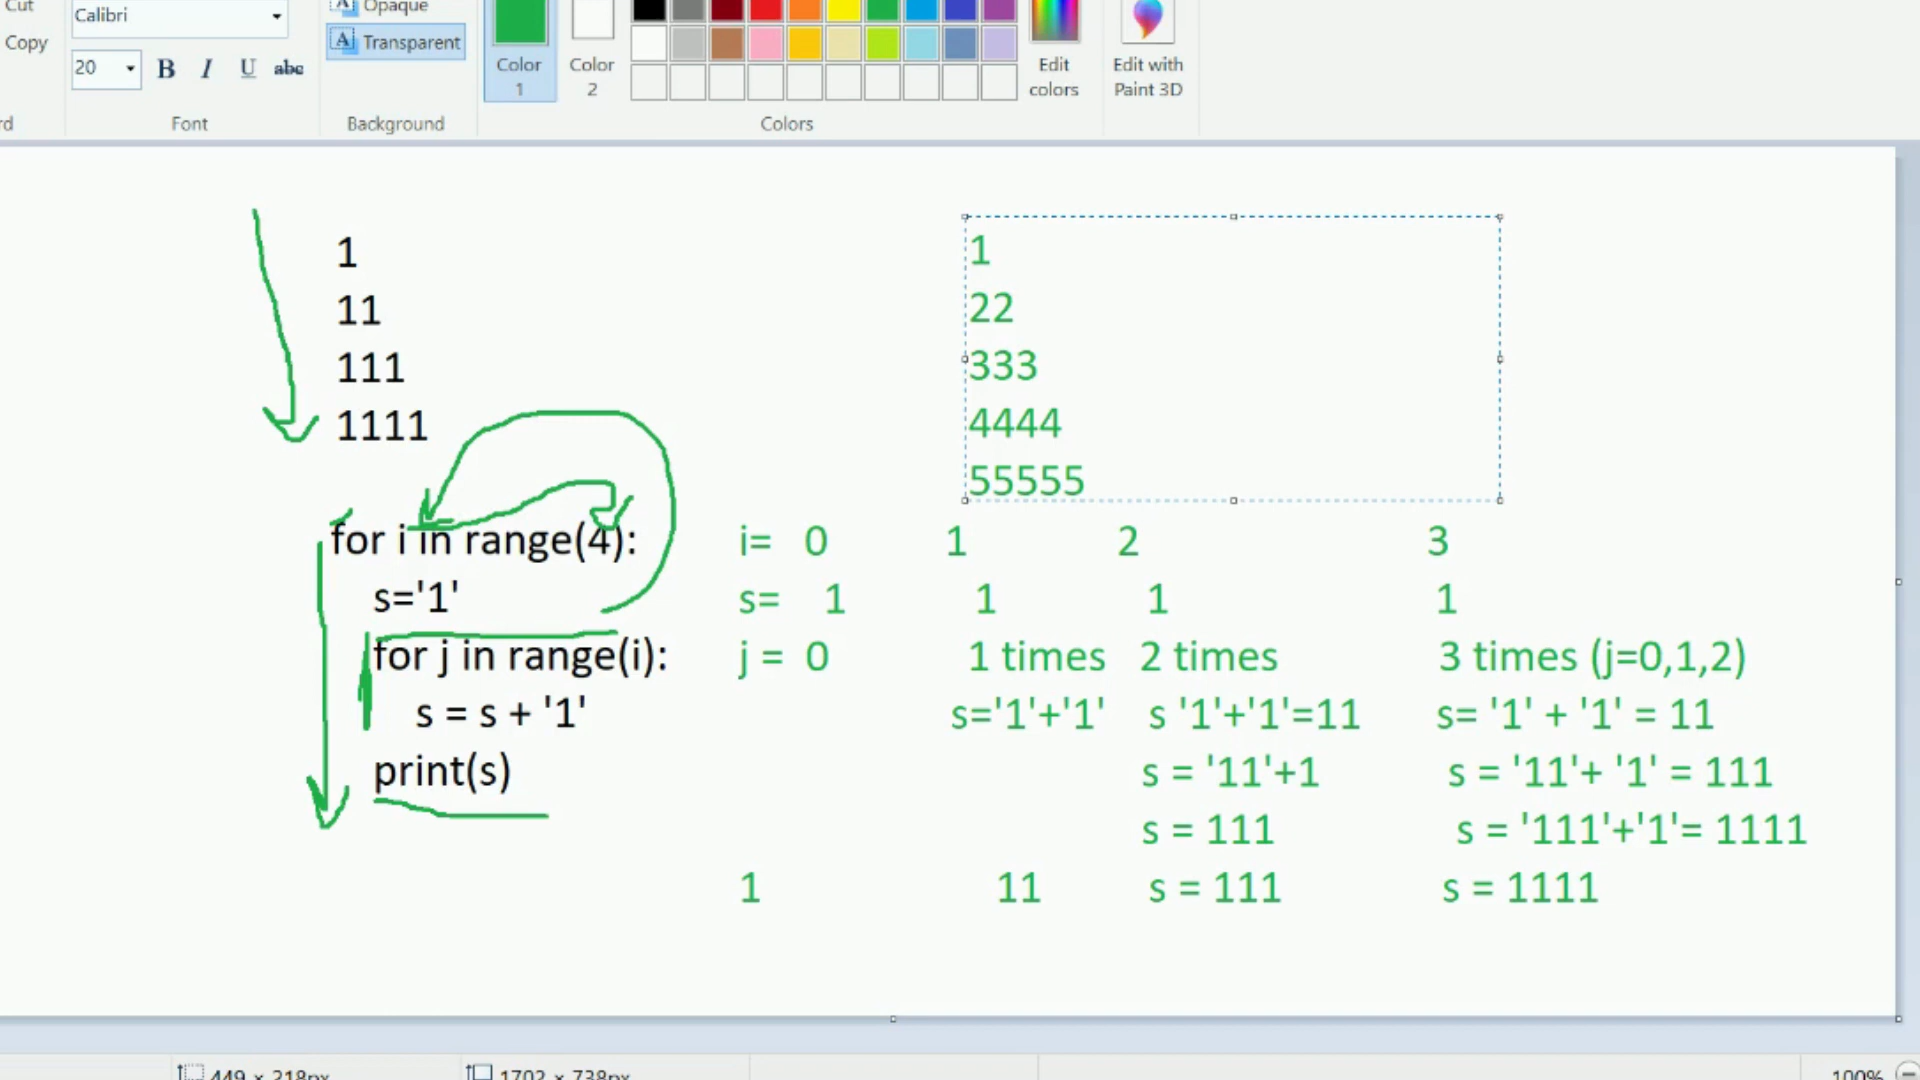 Cut
Copy
Calibri
20
B I U abc
Font
Opaque
Transparent
Background
Color 1
Color 2
Colors
Edit colors
Edit with Paint 3D
1
11
111
1111
1
22
333
4444
55555
for i in range(4):
s='1'
for j in range(i):
s = s + '1'
print(s)
i= 0 1 2 3
s= 1 1 1 1
j = 0 1 times 2 times 3 times (j=0,1,2)
s='1'+'1' s '1'+'1'=11 s= '1' + '1' = 11
s = '11'+1 s = '11'+ '1' = 111
s = 111 s = '111'+'1'= 1111
1 11 s = 111 s = 1111
449 × 218px
1702 × 738px
100%